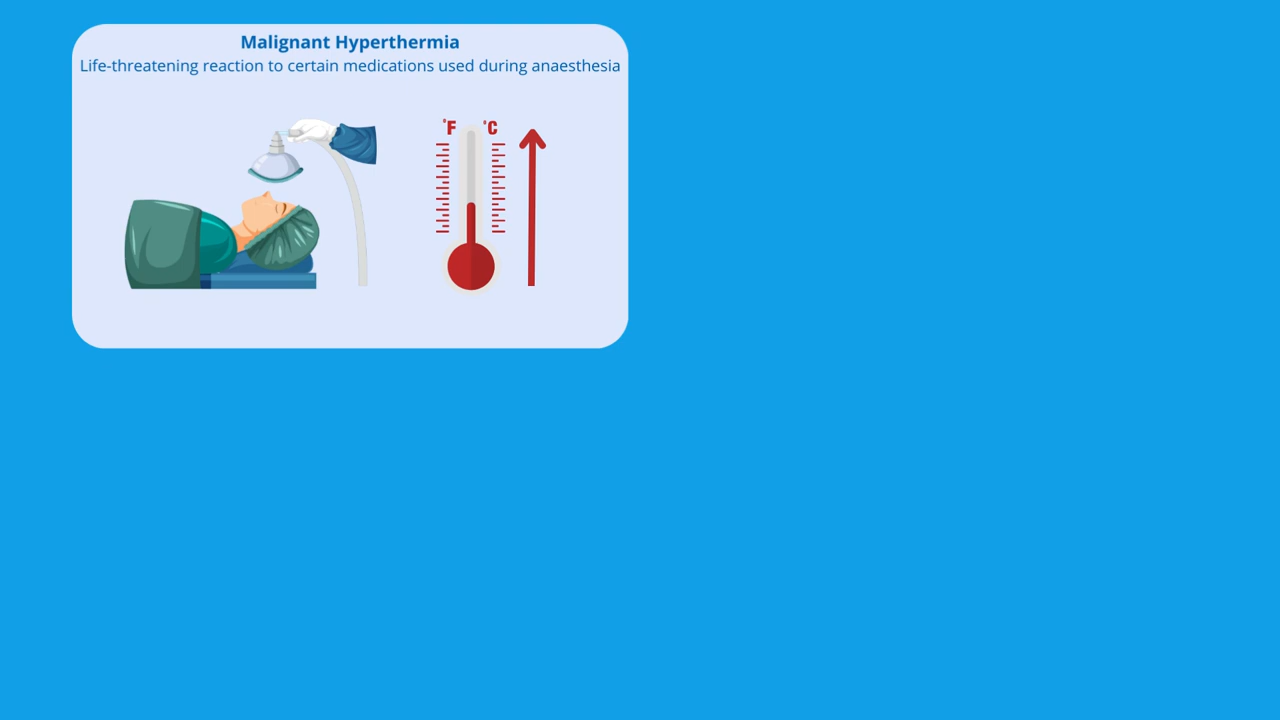 Malignant Hyperthermia
Life-threatening reaction to certain medications used during anaesthesia
°F °C